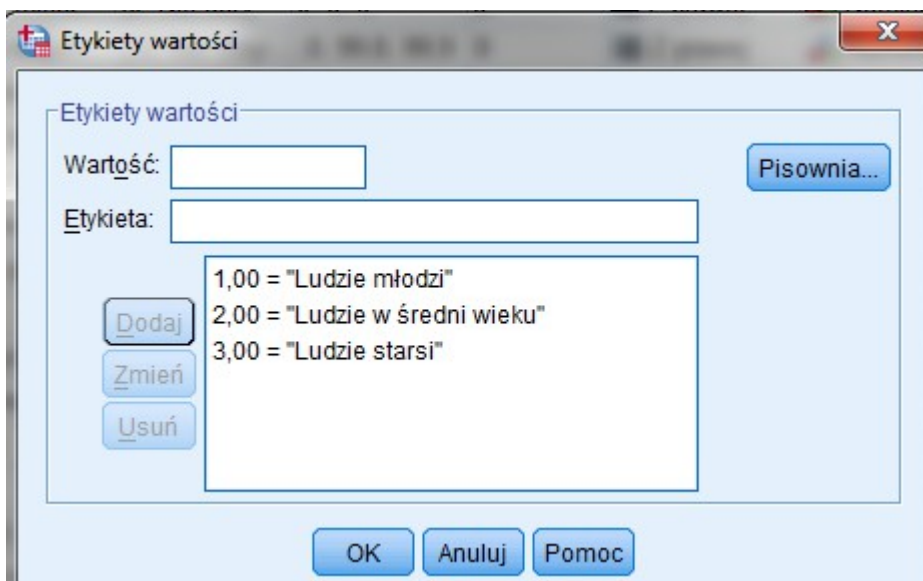 Etykiety wartości
Etykiety wartości
Wartość:
Pisownia...
Etykieta:
1,00 = "Ludzie młodzi"
2,00 = "Ludzie w średni wieku"
3,00 = "Ludzie starsi"
Dodaj
Zmień
Usuń
OK Anuluj Pomoc